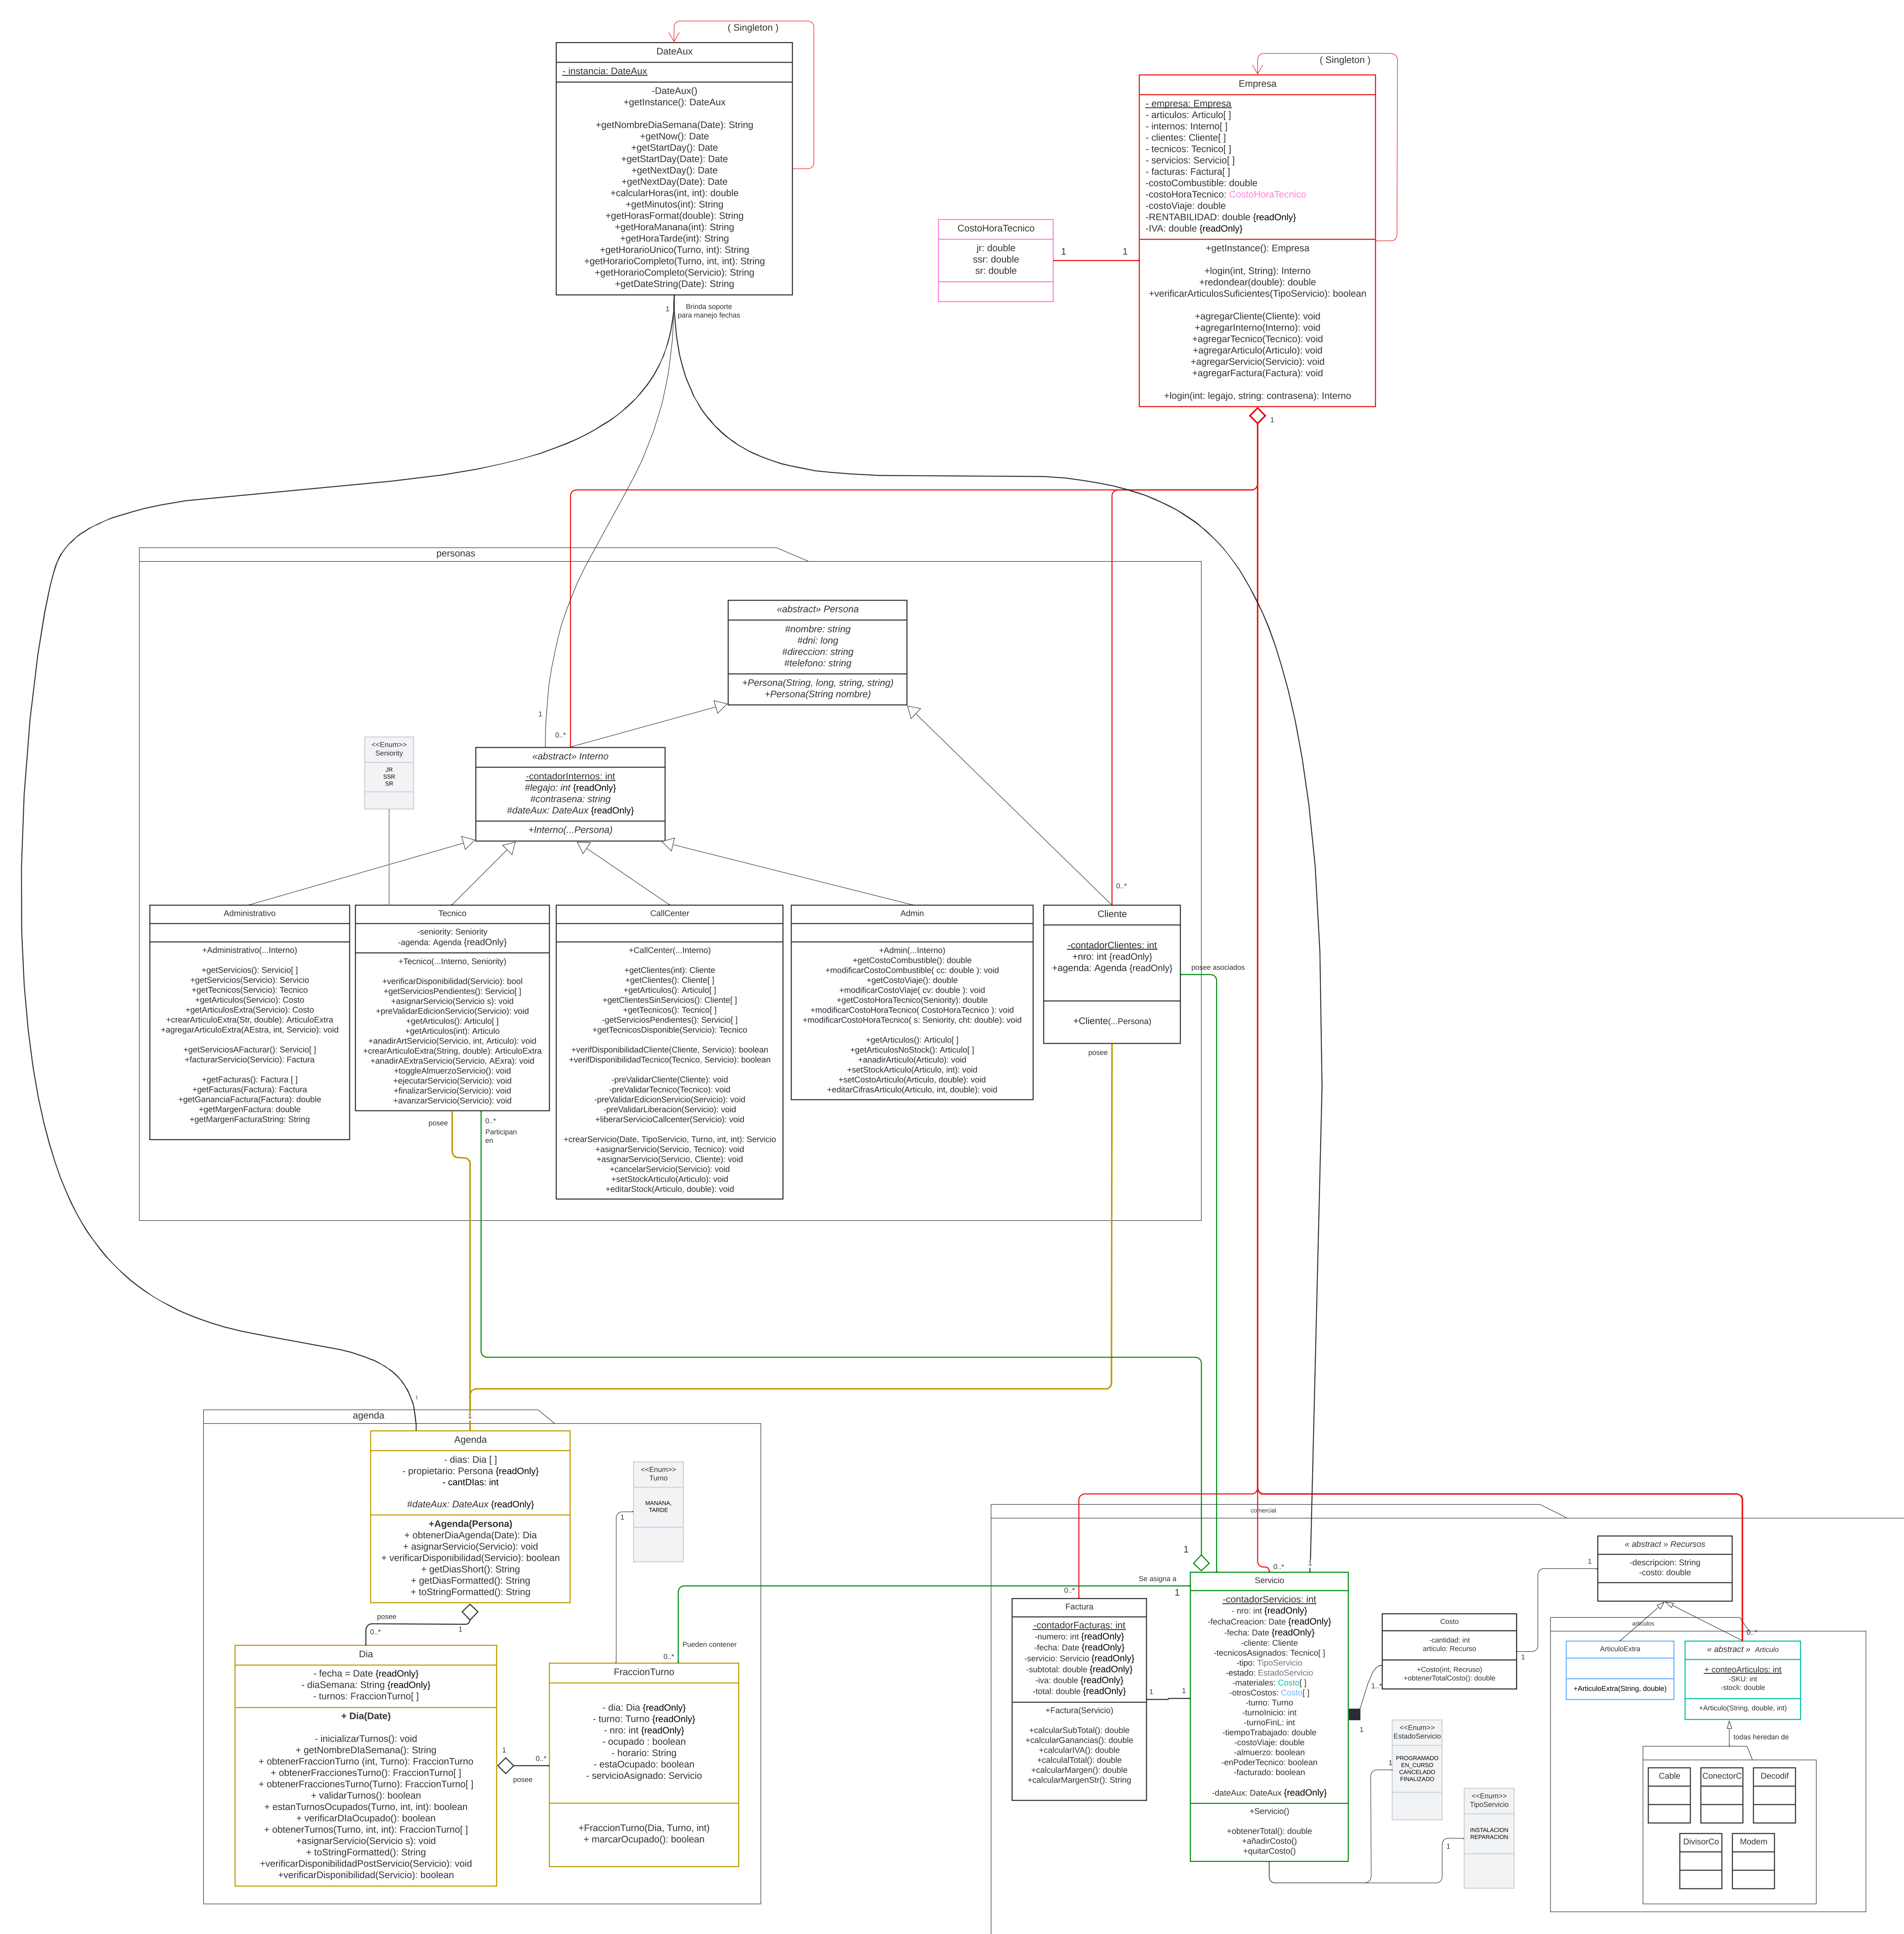 ( Singleton )
DateAux
- instancia: DateAux
-DateAux()
+getInstance(): DateAux
+getNombreDiaSemana(Date): String
+getNow(): Date
+getStartDay(): Date
+getStartDay(Date): Date
+getNextDay(): Date
+getNextDay(Date): Date
+calcularHoras(int, int): double
+getMinutos(int): String
+getHorasFormat(double): String
+getHoraManana(int): String
+getHoraTarde(int): String
+getHorarioUnico(Turno, int): String
+getHorarioCompleto(Turno, int, int): String
+getHorarioCompleto(Servicio): String
+getDateString(Date): String
1
Brinda soporte
para manejo fechas
( Singleton )
Empresa
- empresa: Empresa
- articulos: Articulo[ ]
- internos: Interno[ ]
- clientes: Cliente[ ]
- tecnicos: Tecnico[ ]
- servicios: Servicio[ ]
- facturas: Factura[ ]
-costoCombustible: double
-costoHoraTecnico: CostoHoraTecnico
-costoViaje: double
-RENTABILIDAD: double {readOnly}
-IVA: double {readOnly}
+getInstance(): Empresa
+login(int, String): Interno
+redondear(double): double
+verificarArticulosSuficientes(TipoServicio): boolean
+agregarCliente(Cliente): void
+agregarInterno(Interno): void
+agregarTecnico(Tecnico): void
+agregarArticulo(Articulo): void
+agregarServicio(Servicio): void
+agregarFactura(Factura): void
+login(int: legajo, string: contrasena): Interno
1
CostoHoraTecnico
jr: double
ssr: double
sr: double
1
1
personas
«abstract» Persona
#nombre: string
#dni: long
#direccion: string
#telefono: string
+Persona(String, long, string, string)
+Persona(String nombre)
1
0..*
<<Enum>>
Seniority
JR
SSR
SR
«abstract» Interno
-contadorInternos: int
#legajo: int {readOnly}
#contrasena: string
#dateAux: DateAux {readOnly}
+Interno(...Persona)
0..*
Administrativo
+Administrativo(...Interno)
+getServicios(): Servicio[ ]
+getServicios(Servicio): Servicio
+getTecnicos(Servicio): Tecnico
+getArticulos(Servicio): Costo
+getArticulosExtra(Servicio): Costo
+crearArticuloExtra(Str, double): ArticuloExtra
+agregarArticuloExtra(AEstra, int, Servicio): void
+getServiciosAFacturar(): Servicio[ ]
+facturarServicio(Servicio): Factura
+getFacturas(): Factura [ ]
+getFacturas(Factura): Factura
+getGananciaFactura(Factura): double
+getMargenFactura: double
+getMargenFacturaString: String
Tecnico
-seniority: Seniority
-agenda: Agenda {readOnly}
+Tecnico(...Interno, Seniority)
+verificarDisponibilidad(Servicio): bool
+getServiciosPendientes(): Servicio[ ]
+asignarServicio(Servicio s): void
+preValidarEdicionServicio(Servicio): void
+getArticulos(): Articulo[ ]
+getArticulos(int): Articulo
+anadirArtServicio(Servicio, int, Articulo): void
+crearArticuloExtra(String, double): ArticuloExtra
+anadirAExtraServicio(Servicio, AExra): void
+toggleAlmuerzoServicio(): void
+ejecutarServicio(Servicio): void
+finalizarServicio(Servicio): void
+avanzarServicio(Servicio): void
posee
0..*
Participan
en
CallCenter
+CallCenter(...Interno)
+getClientes(int): Cliente
+getClientes(): Cliente[ ]
+getArticulos(): Articulo[ ]
+getClientesSinServicios(): Cliente[ ]
+getTecnicos(): Tecnico[ ]
-getServiciosPendientes(): Servicio[ ]
+getTecnicosDisponible(Servicio): Tecnico
+verifDisponibilidadCliente(Cliente, Servicio): boolean
+verifDisponibilidadTecnico(Tecnico, Servicio): boolean
-preValidarCliente(Cliente): void
-preValidarTecnico(Tecnico): void
-preValidarEdicionServicio(Servicio): void
-preValidarLiberacion(Servicio): void
+liberarServicioCallcenter(Servicio): void
+crearServicio(Date, TipoServicio, Turno, int, int): Servicio
+asignarServicio(Servicio, Tecnico): void
+asignarServicio(Servicio, Cliente): void
+cancelarServicio(Servicio): void
+setStockArticulo(Articulo): void
+editarStock(Articulo, double): void
Admin
+Admin(...Interno)
+getCostoCombustible(): double
+modificarCostoCombustible( cc: double ): void
+getCostoViaje(): double
+modificarCostoViaje( cv: double ): void
+getCostoHoraTecnico(Seniority): double
+modificarCostoHoraTecnico( CostoHoraTecnico ): void
+modificarCostoHoraTecnico( s: Seniority, cht: double): void
+getArticulos(): Articulo[ ]
+getArticulosNoStock(): Articulo[ ]
+anadirArticulo(Articulo): void
+setStockArticulo(Articulo, int): void
+setCostoArticulo(Articulo, double): void
+editarCifrasArticulo(Articulo, int, double): void
Cliente
-contadorClientes: int
+nro: int {readOnly}
+agenda: Agenda {readOnly}
+Cliente(...Persona)
posee asociados
posee
1
agenda
1
Agenda
- dias: Dia [ ]
- propietario: Persona {readOnly}
- cantDIas: int
#dateAux: DateAux {readOnly}
+Agenda(Persona)
+ obtenerDiaAgenda(Date): Dia
+ asignarServicio(Servicio): void
+ verificarDisponibilidad(Servicio): boolean
+ getDiasShort(): String
+ getDiasFormatted(): String
+ toStringFormatted(): String
posee
0..*
1
<<Enum>>
Turno
MANANA,
TARDE
1
Dia
- fecha = Date {readOnly}
- diaSemana: String {readOnly}
- turnos: FraccionTurno[ ]
+ Dia(Date)
-inicializarTurnos(): void
+ getNombreDIaSemana(): String
+ obtenerFraccionTurno (int, Turno): FraccionTurno
+ obtenerFraccionesTurno(): FraccionTurno[ ]
+ obtenerFraccionesTurno(Turno): FraccionTurno[ ]
+ validarTurnos(): boolean
+ estanTurnosOcupados(Turno, int, int): boolean
+ verificarDIaOcupado(): boolean
+ obtenerTurnos(Turno, int, int): FraccionTurno[ ]
+asignarServicio(Servicio s): void
+ toStringFormatted(): String
+verificarDisponibilidadPostServicio(Servicio): void
+verificarDisponibilidad(Servicio): boolean
1
0..*
posee
Pueden contener
0..*
FraccionTurno
- dia: Dia {readOnly}
- turno: Turno {readOnly}
- nro: int {readOnly}
- ocupado : boolean
- horario: String
- estaOcupado: boolean
- servicioAsignado: Servicio
+FraccionTurno(Dia, Turno, int)
+ marcarOcupado(): boolean
comercial
1
0..*
1
Se asigna a
1
0..*
Factura
-contadorFacturas: int
-numero: int {readOnly}
-fecha: Date {readOnly}
-servicio: Servicio {readOnly}
-subtotal: double {readOnly}
-iva: double {readOnly}
-total: double {readOnly}
+Factura(Servicio)
+calcularSubTotal(): double
+calcularGanancias(): double
+calcularIVA(): double
+calculalTotal(): double
+calcularMargen(): double
+calcularMargenStr(): String
1
1
Servicio
-contadorServicios: int
- nro: int {readOnly}
-fechaCreacion: Date {readOnly}
-fecha: Date {readOnly}
-cliente: Cliente
-tecnicosAsignados: Tecnico[ ]
-tipo: TipoServicio
-estado: EstadoServicio
-materiales: Costo[ ]
-otrosCostos: Costo[ ]
-turno: Turno
-turnoInicio: int
-turnoFinL: int
-tiempoTrabajado: double
-costoViaje: double
-almuerzo: boolean
-enPoderTecnico: boolean
-facturado: boolean
-dateAux: DateAux {readOnly}
+Servicio()
+obtenerTotal(): double
+añadirCosto()
+quitarCosto()
1..*
1
Costo
-cantidad: int
articulo: Recurso
+Costo(int, Recruso)
+obtenerTotalCosto(): double
1
1
<<Enum>>
EstadoServicio
PROGRAMADO
EN_CURSO
CANCELADO
FINALIZADO
1
<<Enum>>
TipoServicio
INSTALACION
REPARACION
1
« abstract » Recursos
-descripcion: String
-costo: double
articulos
0..*
ArticuloExtra
+ArticuloExtra(String, double)
« abstract » Articulo
+ conteoArticulos: int
-SKU: int
-stock: double
+Articulo(String, double, int)
todas heredan de
Cable
ConectorC
Decodif
DivisorCo
Modem